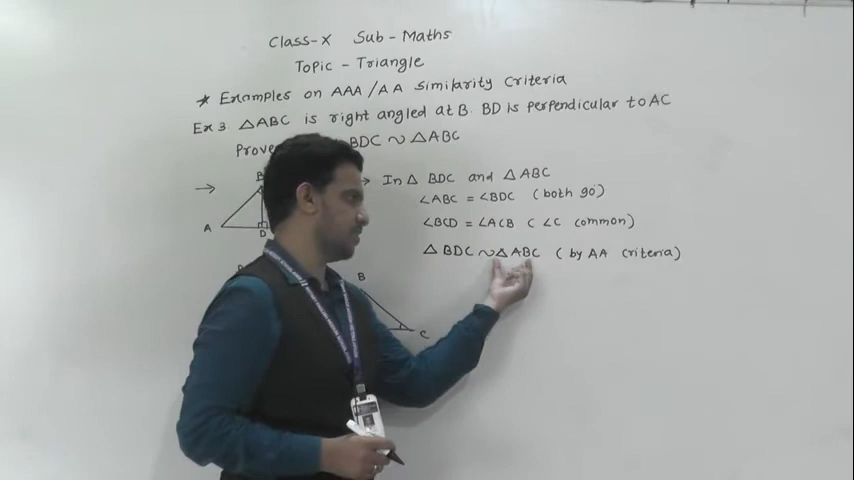 Class-X Sub-Maths
Topic-Triangle
* Examples on AAA/AA similarity criteria
Ex 3. △ABC is right angled at B. BD is perpendicular to AC
Prove BDC ~ △ABC
→ B → In △ BDC and △ABC
∠ABC = ∠BDC (both 90)
A D ∠BCD = ∠ACB (∠C common)
△ BDC ~ △ABC (by AA criteria)
B
C